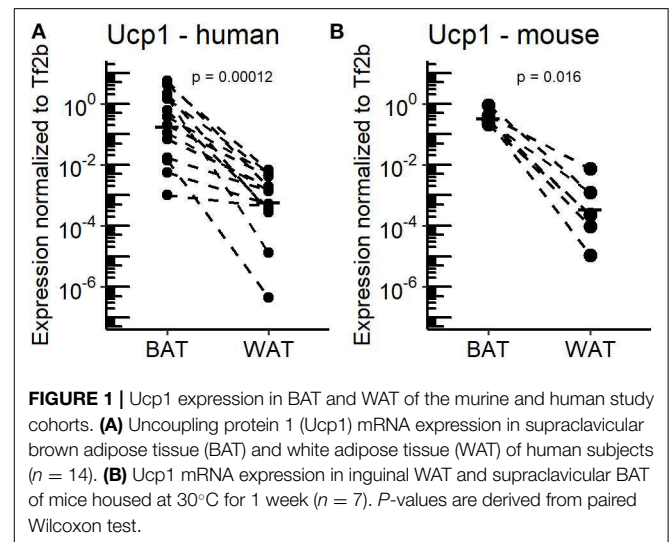 A Ucp1 - human
p = 0.00012
Expression normalized to Tf2b
10⁰
10⁻²
10⁻⁴
10⁻⁶
BAT WAT
B Ucp1 - mouse
p = 0.016
Expression normalized to Tf2b
10⁰
10⁻²
10⁻⁴
10⁻⁶
BAT WAT
FIGURE 1 | Ucp1 expression in BAT and WAT of the murine and human study
cohorts. (A) Uncoupling protein 1 (Ucp1) mRNA expression in supraclavicular
brown adipose tissue (BAT) and white adipose tissue (WAT) of human subjects
(n = 14). (B) Ucp1 mRNA expression in inguinal WAT and supraclavicular BAT
of mice housed at 30°C for 1 week (n = 7). P-values are derived from paired
Wilcoxon test.